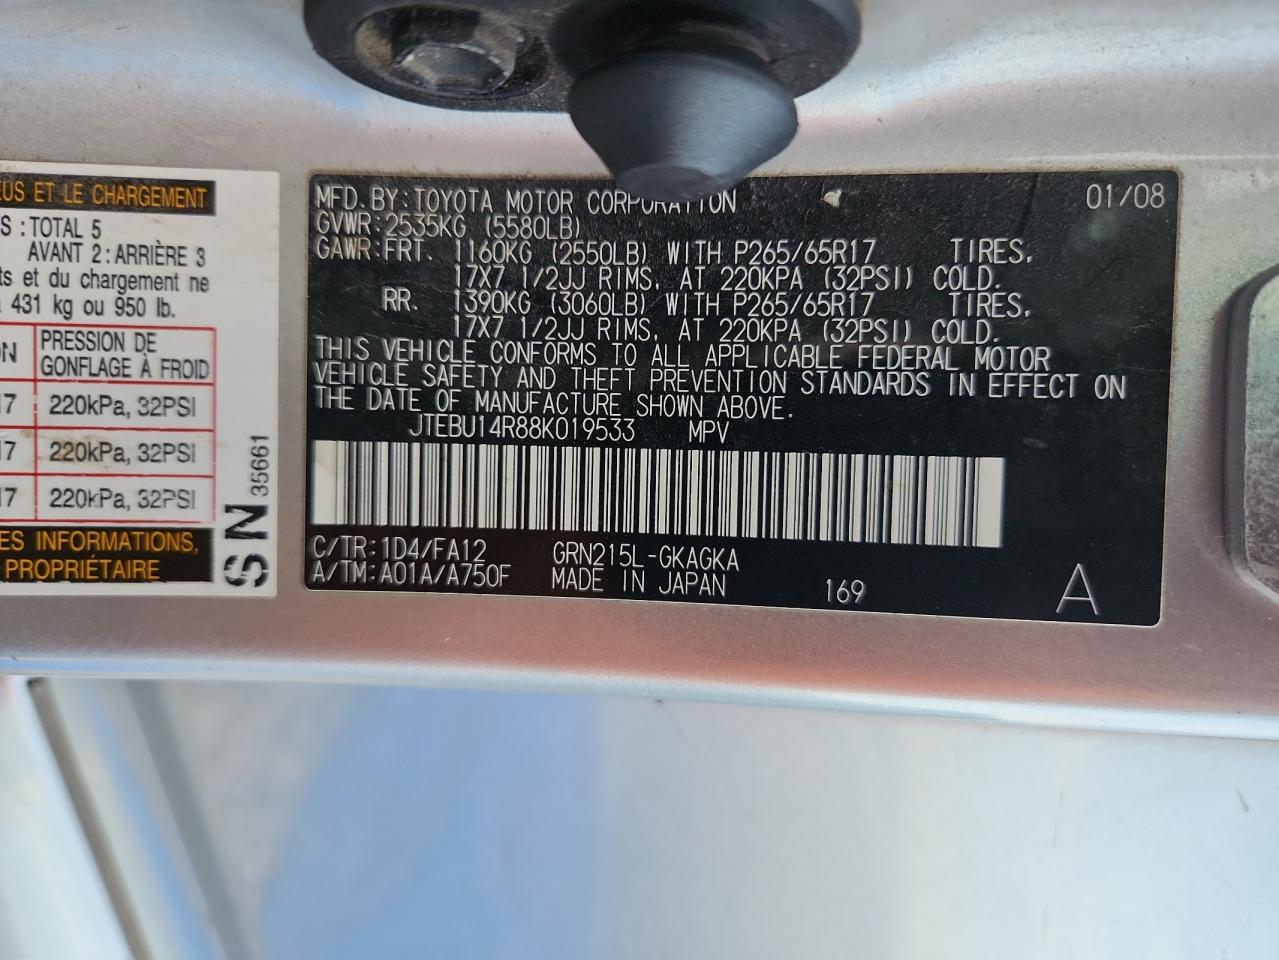 EUS ET LE CHARGEMENT
S : TOTAL 5
AVANT 2 : ARRIÈRE 3
ts et du chargement ne
431 kg ou 950 lb.
ON PRESSION DE
GONFLAGE À FROID
17 220kPa, 32PSI
17 220kPa, 32PSI
17 220kPa, 32PSI
ES INFORMATIONS,
PROPRIÉTAIRE
SN 35661
MFD. BY: TOYOTA MOTOR CORPORATION 01/08
GVWR: 2535KG (5580LB)
GAWR: FRT. 1160KG (2550LB) WITH P265/65R17 TIRES,
17X7 1/2JJ RIMS, AT 220KPA (32PSI) COLD.
RR. 1390KG (3060LB) WITH P265/65R17 TIRES,
17X7 1/2JJ RIMS, AT 220KPA (32PSI) COLD.
THIS VEHICLE CONFORMS TO ALL APPLICABLE FEDERAL MOTOR
VEHICLE SAFETY AND THEFT PREVENTION STANDARDS IN EFFECT ON
THE DATE OF MANUFACTURE SHOWN ABOVE.
JTEBU14R88K019533 MPV
C/TR: 1D4/FA12 GRN215L-GKAGKA
A/TM: A01A/A750F MADE IN JAPAN 169 A